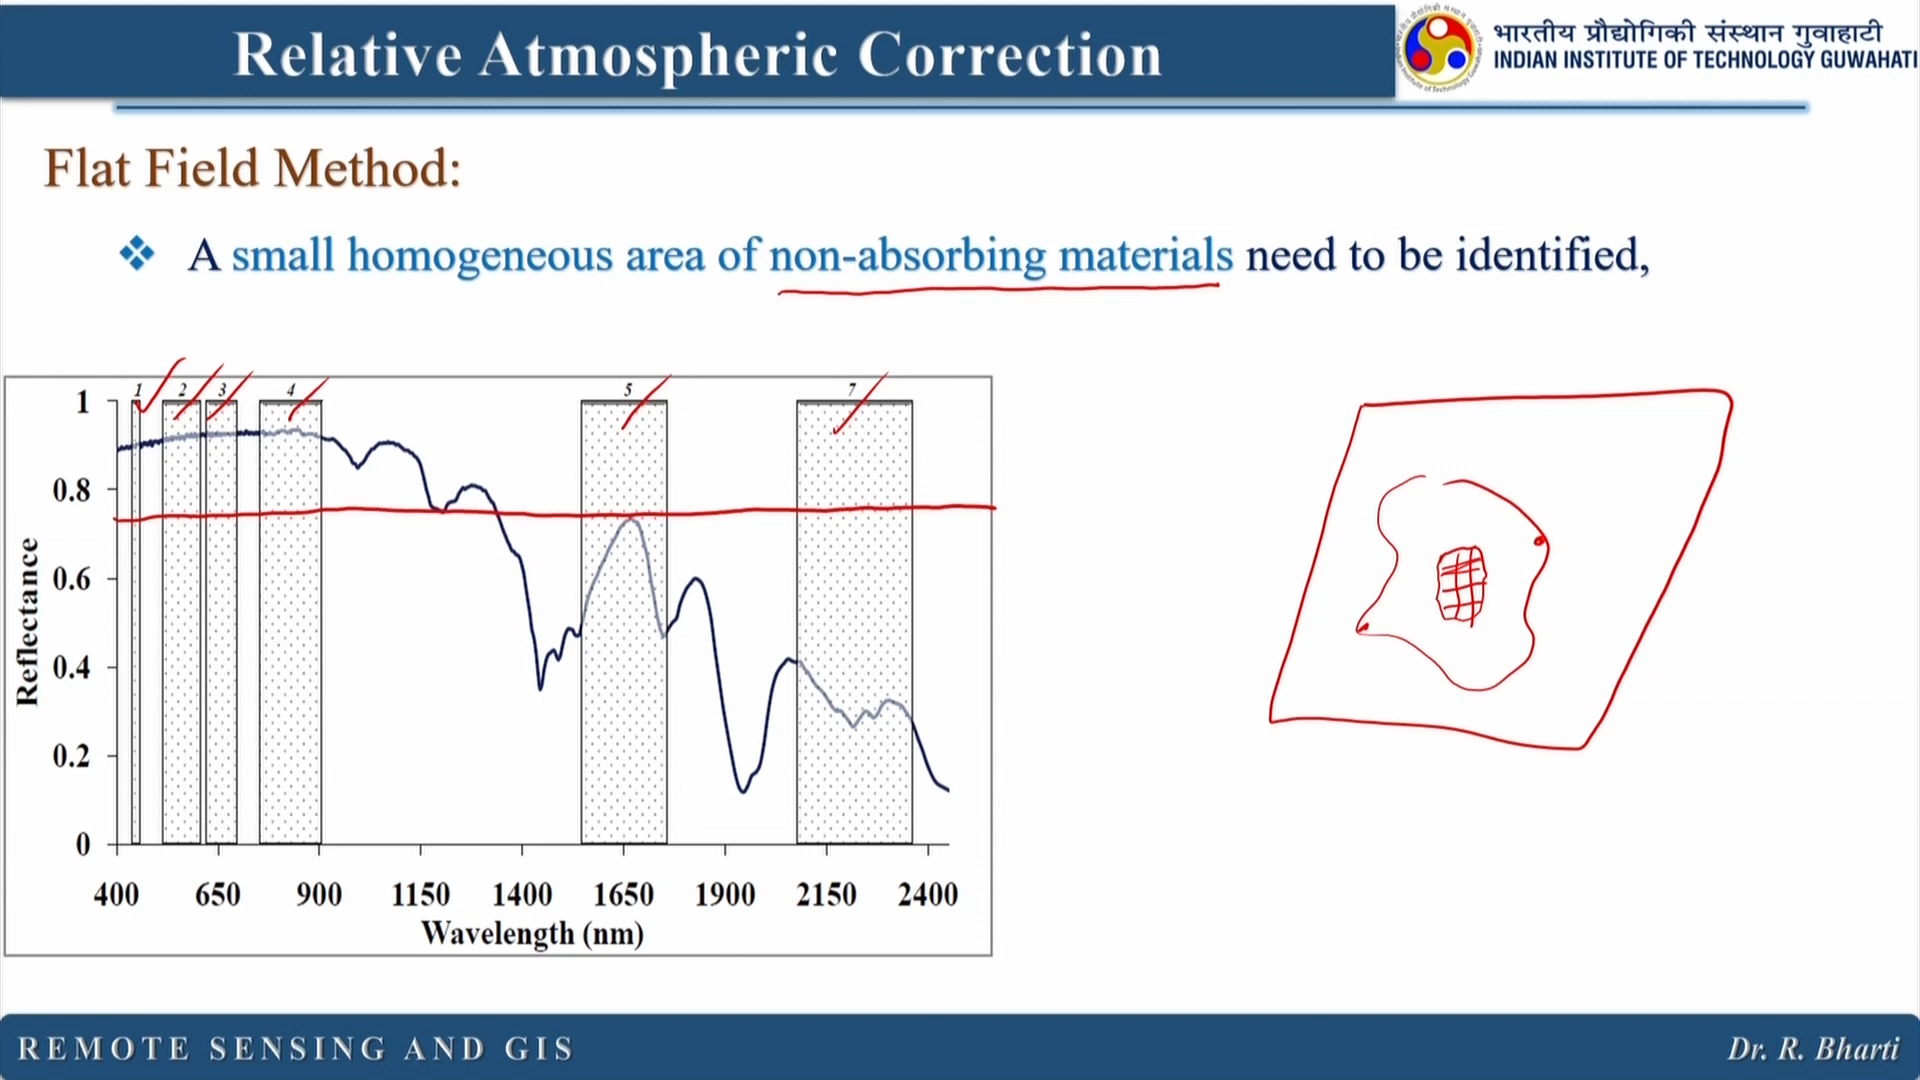 Relative Atmospheric Correction
भारतीय प्रौद्योगिकी संस्थान गुवाहाटी
INDIAN INSTITUTE OF TECHNOLOGY GUWAHATI
Flat Field Method:
❖ A small homogeneous area of non-absorbing materials need to be identified,
1 2 3 4 5 7
1
0.8
0.6
0.4
0.2
0
Reflectance
400 650 900 1150 1400 1650 1900 2150 2400
Wavelength (nm)
REMOTE SENSING AND GIS
Dr. R. Bharti